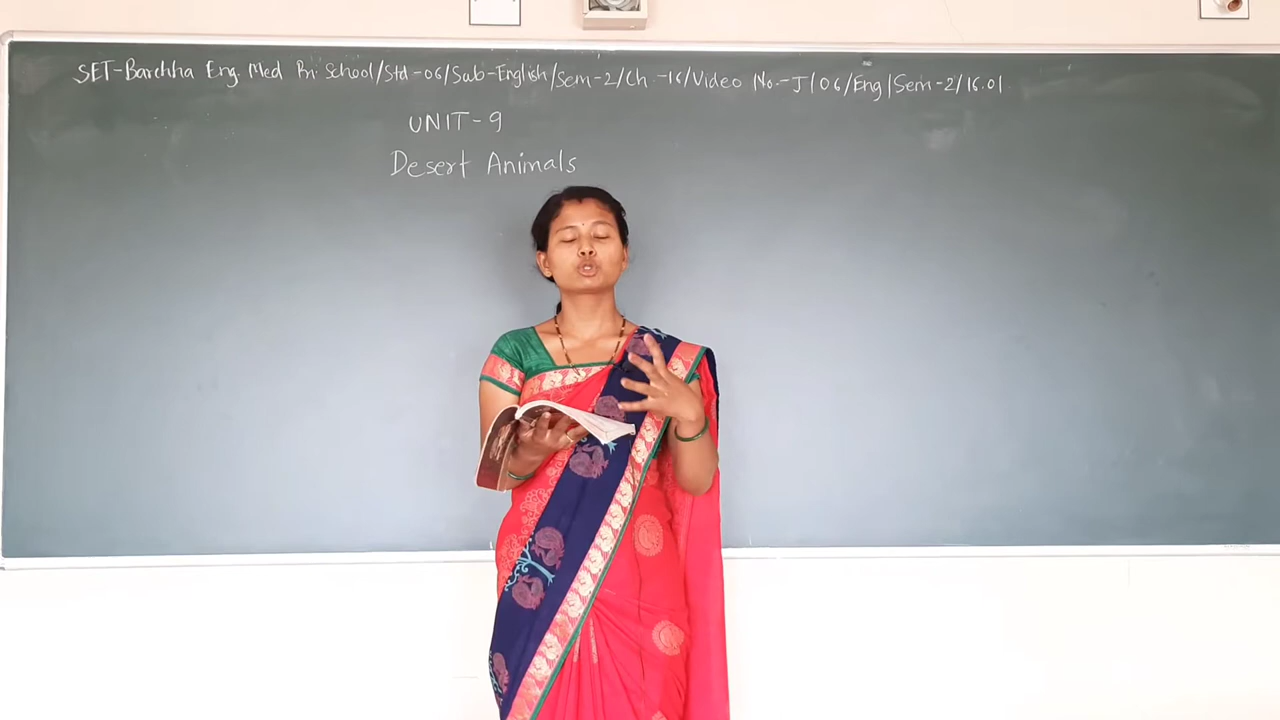 SET-Barchha Eng. Med Pri. School/Std-06/Sub-English/Sem-2/Ch-16/Video No.-J/06/Eng/Sem-2/16.01
UNIT-9
Desert Animals